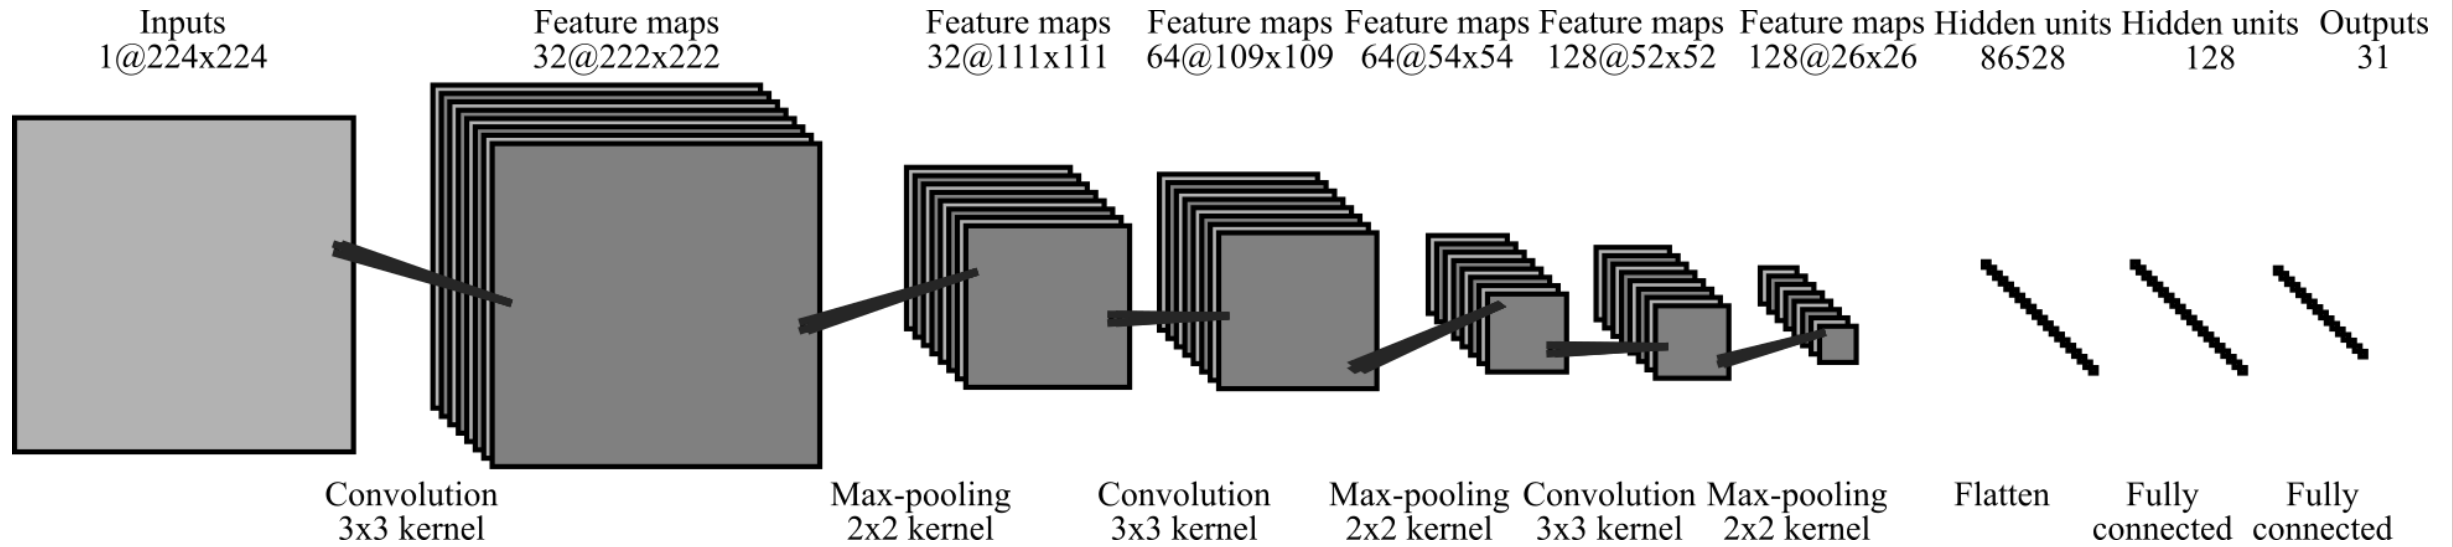 Inputs
1@224x224
Feature maps
32@222x222
Feature maps
32@111x111
Feature maps
64@109x109
Feature maps
64@54x54
Feature maps
128@52x52
Feature maps
128@26x26
Hidden units
86528
Hidden units
128
Outputs
31
Convolution
3x3 kernel
Max-pooling
2x2 kernel
Convolution
3x3 kernel
Max-pooling
2x2 kernel
Convolution
3x3 kernel
Max-pooling
2x2 kernel
Flatten
Fully
connected
Fully
connected